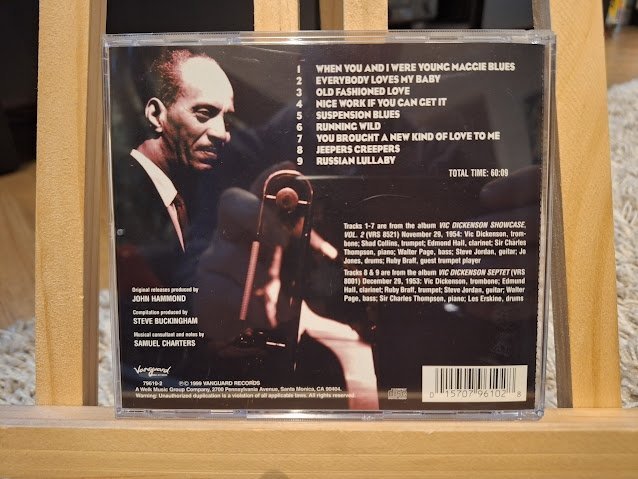 1 WHEN YOU AND I WERE YOUNG MAGGIE BLUES
2 EVERYBODY LOVES MY BABY
3 OLD FASHIONED LOVE
4 NICE WORK IF YOU CAN GET IT
5 SUSPENSION BLUES
6 RUNNING WILD
7 YOU BROUGHT A NEW KIND OF LOVE TO ME
8 JEEPERS CREEPERS
9 RUSSIAN LULLABY
TOTAL TIME: 60:09
Tracks 1-7 are from the album VIC DICKENSON SHOWCASE,
VOL. 2 (VRS 8521) November 29, 1954: Vic Dickenson, trom-
bone; Shad Collins, trumpet; Edmund Hall, clarinet; Sir Charles
Thompson, piano; Walter Page, bass; Steve Jordan, guitar; Jo
Jones, drums; Ruby Braff, guest trumpet player
Tracks 8 & 9 are from the album VIC DICKENSON SEPTET (VRS
8001) December 29, 1953: Vic Dickenson, trombone; Edmund
Hall, clarinet; Ruby Braff, trumpet; Steve Jordan, guitar; Walter
Page, bass; Sir Charles Thompson, piano; Les Erskine, drums
Original releases produced by
JOHN HAMMOND
Compilation produced by
STEVE BUCKINGHAM
Musical consultant and notes by
SAMUEL CHARTERS
Vanguard
79610-2 ℗© 1999 VANGUARD RECORDS
A Welk Music Group Company, 2700 Pennsylvania Avenue, Santa Monica, CA 90404.
Warning: Unauthorized duplication is a violation of all applicable laws. All rights reserved.
0 15707 96102 8